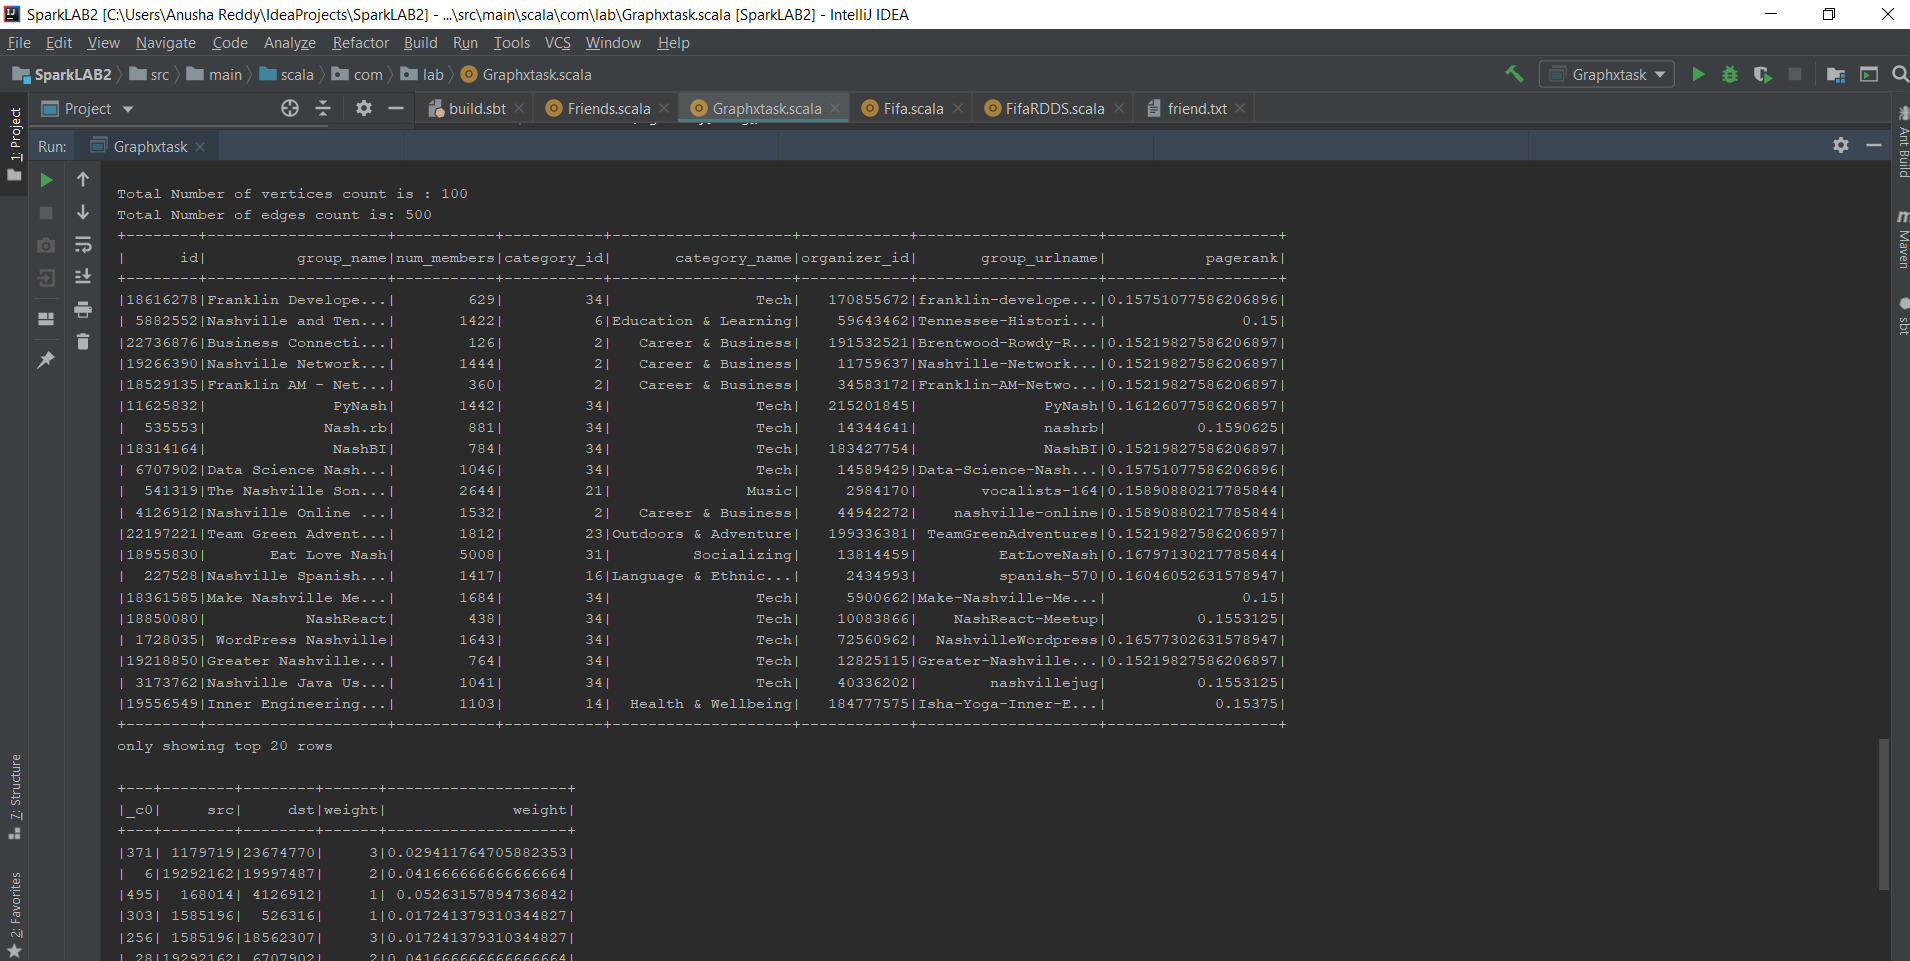 SparkLAB2 [C:\Users\Anusha Reddy\IdeaProjects\SparkLAB2] - ...\src\main\scala\com\lab\Graphxtask.scala [SparkLAB2] - IntelliJ IDEA
File Edit View Navigate Code Analyze Refactor Build Run Tools VCS Window Help
SparkLAB2 src main scala com lab Graphxtask.scala Graphxtask
Project build.sbt Friends.scala Graphxtask.scala Fifa.scala FifaRDDS.scala friend.txt
Run: Graphxtask
1: Project
7: Structure
2: Favorites
Ant Build
Maven
sbt
Total Number of vertices count is : 100
Total Number of edges count is: 500
+--------+--------------------+-----------+-----------+--------------------+------------+--------------------+-------------------+
|      id|          group_name|num_members|category_id|       category_name|organizer_id|       group_urlname|           pagerank|
+--------+--------------------+-----------+-----------+--------------------+------------+--------------------+-------------------+
|18616278|Franklin Develope...|        629|         34|                Tech|   170855672|franklin-develope...|0.15751077586206896|
| 5882552|Nashville and Ten...|       1422|          6|Education & Learning|    59643462|Tennessee-Histori...|               0.15|
|22736876|Business Connecti...|        126|          2|   Career & Business|   191532521|Brentwood-Rowdy-R...|0.15219827586206897|
|19266390|Nashville Network...|       1444|          2|   Career & Business|    11759637|Nashville-Network...|0.15219827586206897|
|18529135|Franklin AM - Net...|        360|          2|   Career & Business|    34583172|Franklin-AM-Netwo...|0.15219827586206897|
|11625832|              PyNash|       1442|         34|                Tech|   215201845|              PyNash|0.16126077586206897|
|  535553|             Nash.rb|        881|         34|                Tech|    14344641|              nashrb|          0.1590625|
|18314164|              NashBI|        784|         34|                Tech|   183427754|              NashBI|0.15219827586206897|
| 6707902|Data Science Nash...|       1046|         34|                Tech|    14589429|Data-Science-Nash...|0.15751077586206896|
|  541319|The Nashville Son...|       2644|         21|               Music|     2984170|       vocalists-164|0.15890880217785844|
| 4126912|Nashville Online ...|       1532|          2|   Career & Business|    44942272|    nashville-online|0.15890880217785844|
|22197221|Team Green Advent...|       1812|         23|Outdoors & Adventure|   199336381| TeamGreenAdventures|0.15219827586206897|
|18955830|       Eat Love Nash|       5008|         31|         Socializing|    13814459|         EatLoveNash|0.16797130217785844|
|  227528|Nashville Spanish...|       1417|         16|Language & Ethnic...|     2434993|         spanish-570|0.16046052631578947|
|18361585|Make Nashville Me...|       1684|         34|                Tech|     5900662|Make-Nashville-Me...|               0.15|
|18850080|           NashReact|        438|         34|                Tech|    10083866|    NashReact-Meetup|          0.1553125|
| 1728035| WordPress Nashville|       1643|         34|                Tech|    72560962|  NashvilleWordpress|0.16577302631578947|
|19218850|Greater Nashville...|        764|         34|                Tech|    12825115|Greater-Nashville...|0.15219827586206897|
| 3173762|Nashville Java Us...|       1041|         34|                Tech|    40336202|        nashvillejug|          0.1553125|
|19556549|Inner Engineering...|       1103|         14|  Health & Wellbeing|   184777575|Isha-Yoga-Inner-E...|            0.15375|
+--------+--------------------+-----------+-----------+--------------------+------------+--------------------+-------------------+
only showing top 20 rows
+---+--------+--------+------+--------------------+
|_c0|     src|     dst|weight|              weight|
+---+--------+--------+------+--------------------+
|371| 1179719|23674770|     3|0.029411764705882353|
|  6|19292162|19997487|     2|0.041666666666666664|
|495|  168014| 4126912|     1| 0.05263157894736842|
|303| 1585196|  526316|     1|0.017241379310344827|
|256| 1585196|18562307|     3|0.017241379310344827|
| 28|19292162| 6707902|     2|0.041666666666666664|